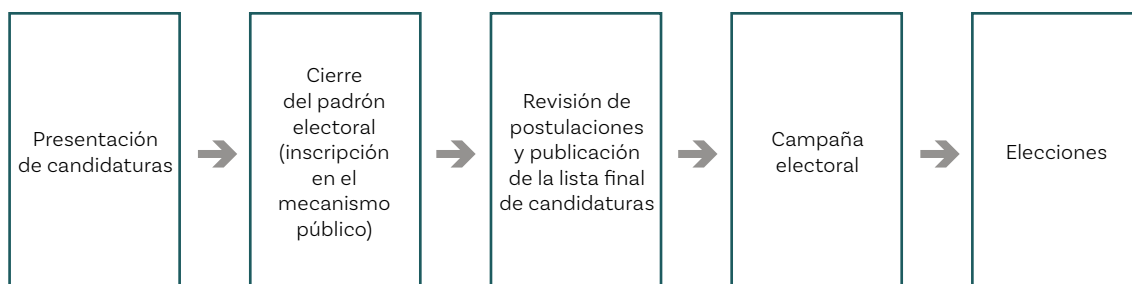 Presentación
de candidaturas
Cierre
del padrón
electoral
(inscripción
en el
mecanismo
público)
Revisión de
postulaciones
y publicación
de la lista final
de candidaturas
Campaña
electoral
Elecciones